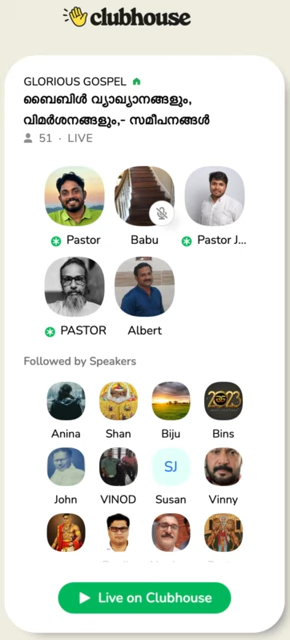 clubhouse
GLORIOUS GOSPEL
ബൈബിൾ വ്യാഖ്യാനങ്ങളും,
വിമർശനങ്ങളും,- സമീപനങ്ങൾ
51 · LIVE
Pastor Babu Pastor J...
PASTOR Albert
Followed by Speakers
2023
Anina Shan Biju Bins
SJ
John VINOD Susan Vinny
Live on Clubhouse